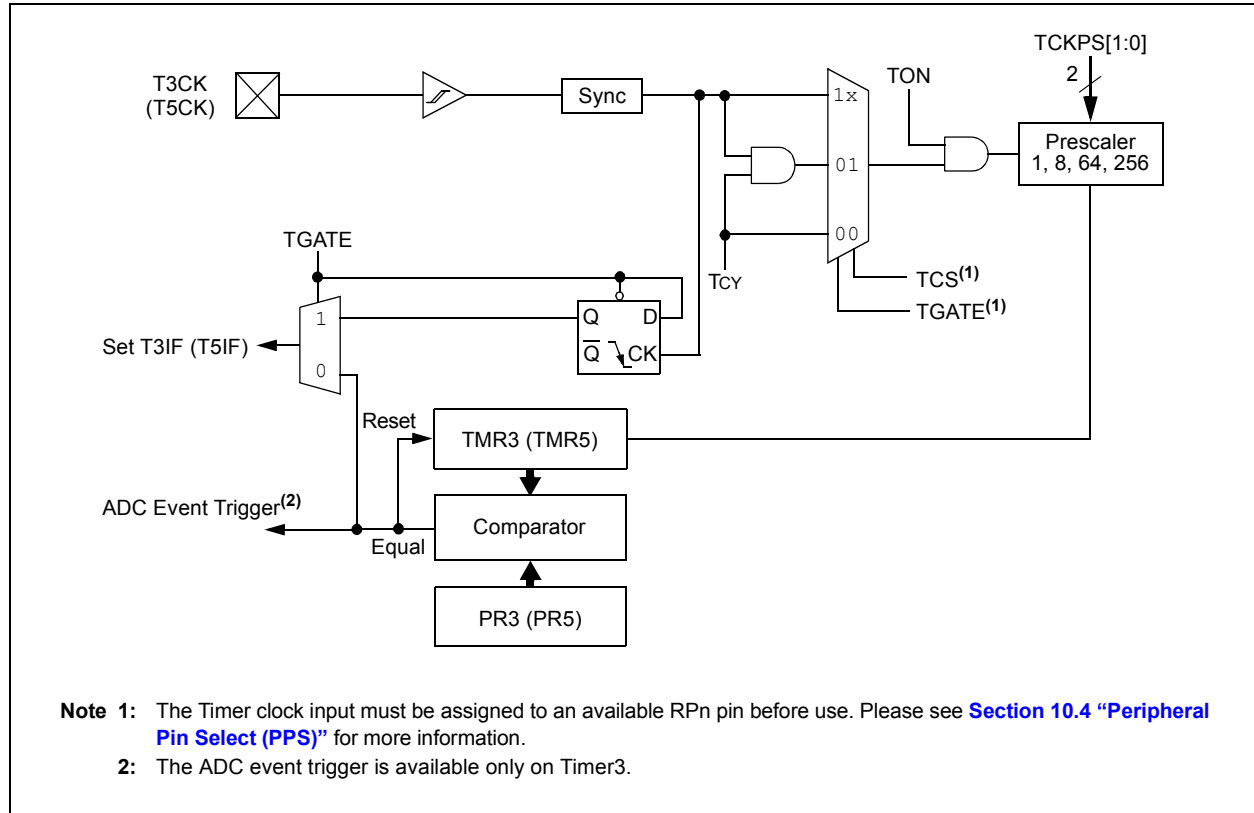 TCKPS[1:0]
2
T3CK
(T5CK)
Sync
TON
1x
Prescaler
1, 8, 64, 256
01
00
TGATE
TCY
TCS(1)
TGATE(1)
1
Q
D
Set T3IF (T5IF)
Q
CK
0
Reset
TMR3 (TMR5)
ADC Event Trigger(2)
Comparator
Equal
PR3 (PR5)
Note 1: The Timer clock input must be assigned to an available RPn pin before use. Please see Section 10.4 “Peripheral
Pin Select (PPS)” for more information.
2: The ADC event trigger is available only on Timer3.